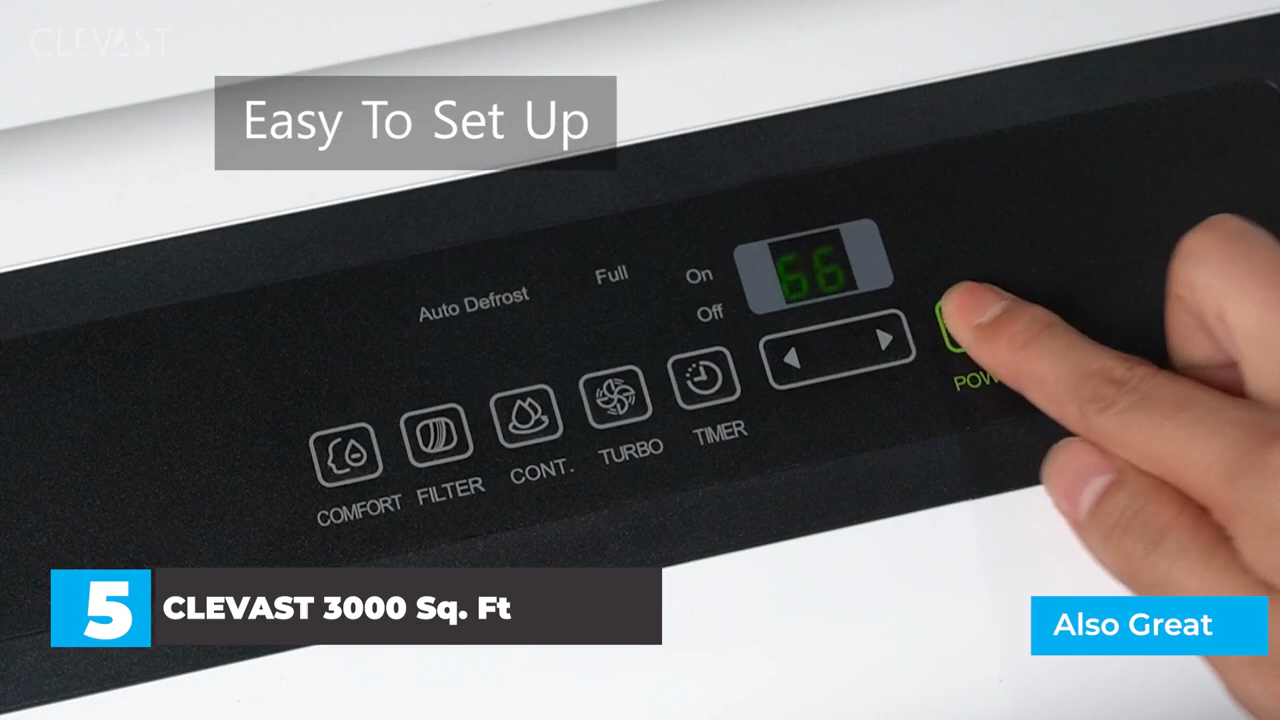 CLEVAST
Easy To Set Up
66
Auto Defrost
Full
On
Off
COMFORT
FILTER
CONT.
TURBO
TIMER
5
CLEVAST 3000 Sq. Ft
Also Great